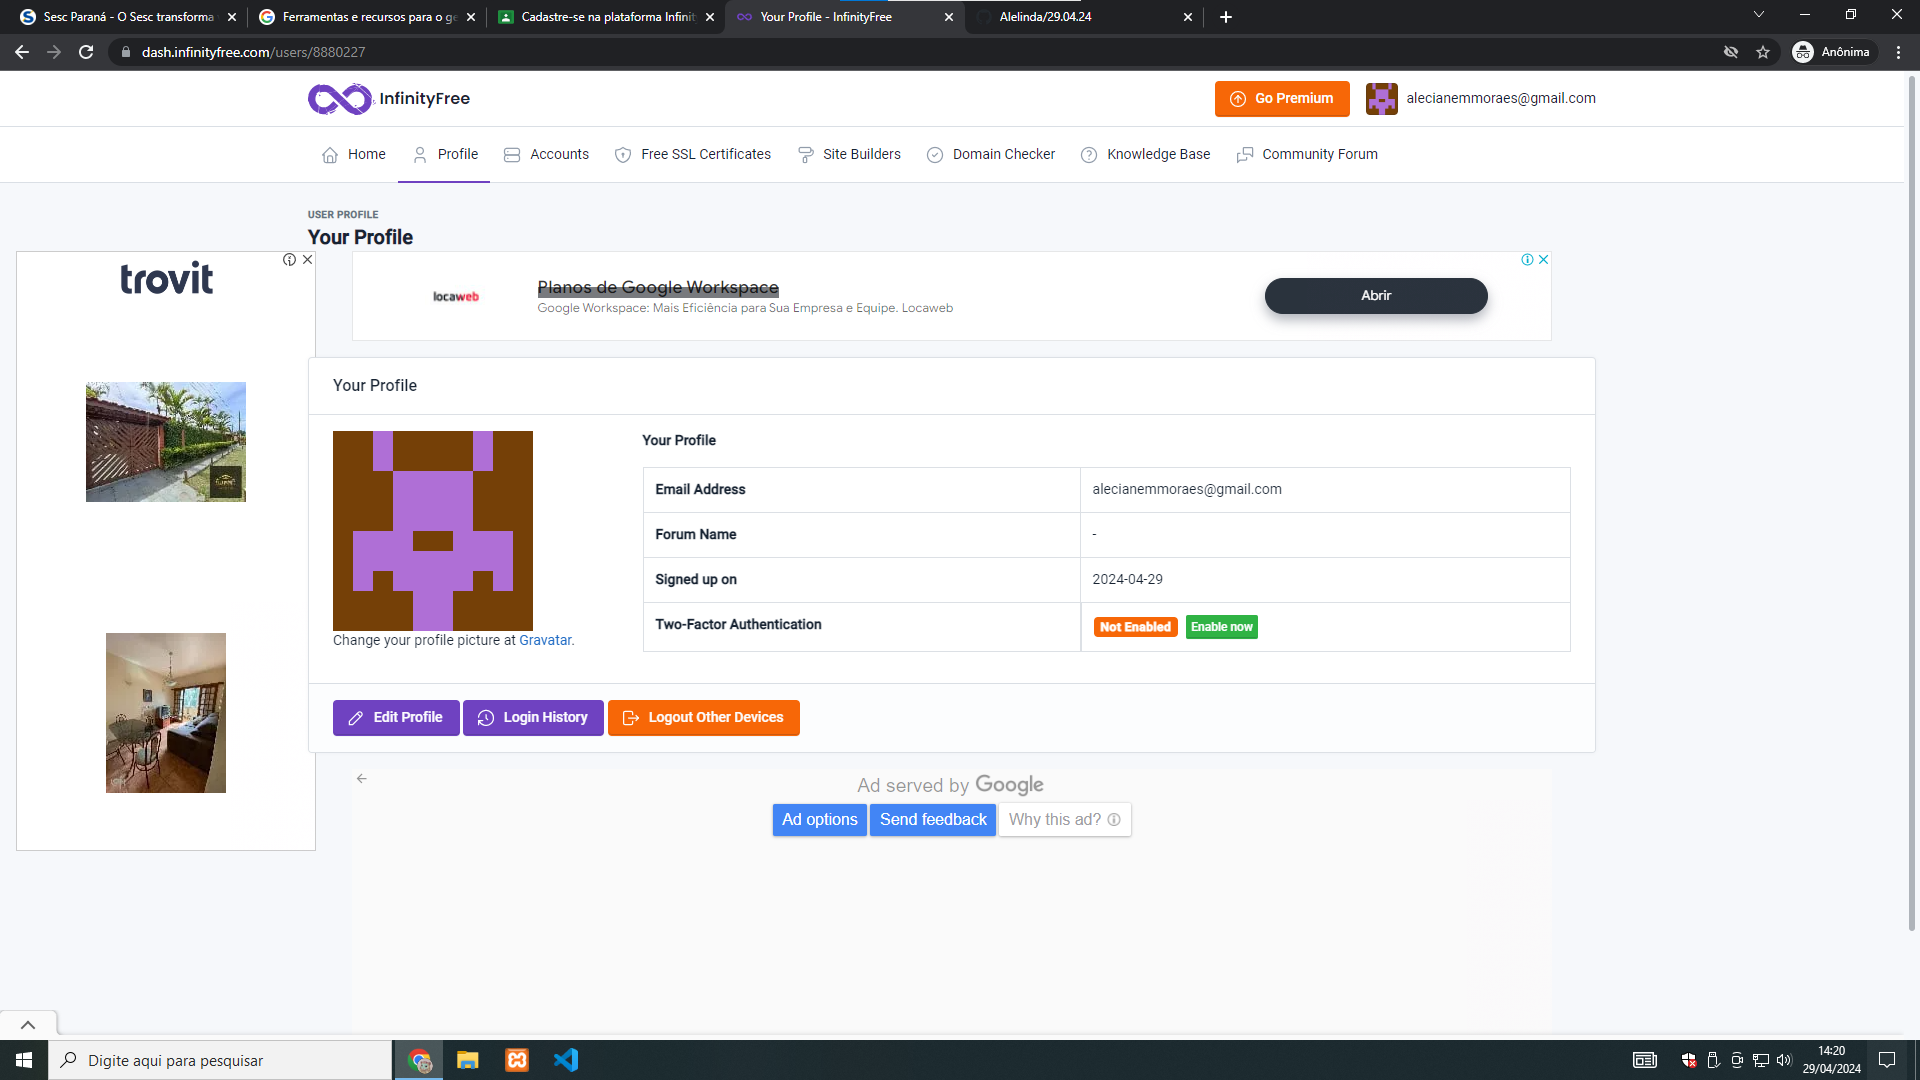 Sesc Paraná - O Sesc transforma
Ferramentas e recursos para o ge
Cadastre-se na plataforma Infinit
Your Profile - InfinityFree
Alelinda/29.04.24
dash.infinityfree.com/users/8880227
Anônima
InfinityFree
Go Premium
alecianemmoraes@gmail.com
Home
Profile
Accounts
Free SSL Certificates
Site Builders
Domain Checker
Knowledge Base
Community Forum
USER PROFILE
Your Profile
trovit
locaweb
Planos de Google Workspace
Google Workspace: Mais Eficiência para Sua Empresa e Equipe. Locaweb
Abrir
Your Profile
Your Profile
Email Address
alecianemmoraes@gmail.com
Forum Name
-
Signed up on
2024-04-29
Two-Factor Authentication
Not Enabled
Enable now
Change your profile picture at Gravatar.
Edit Profile
Login History
Logout Other Devices
Ad served by Google
Ad options
Send feedback
Why this ad?
Digite aqui para pesquisar
14:20
29/04/2024